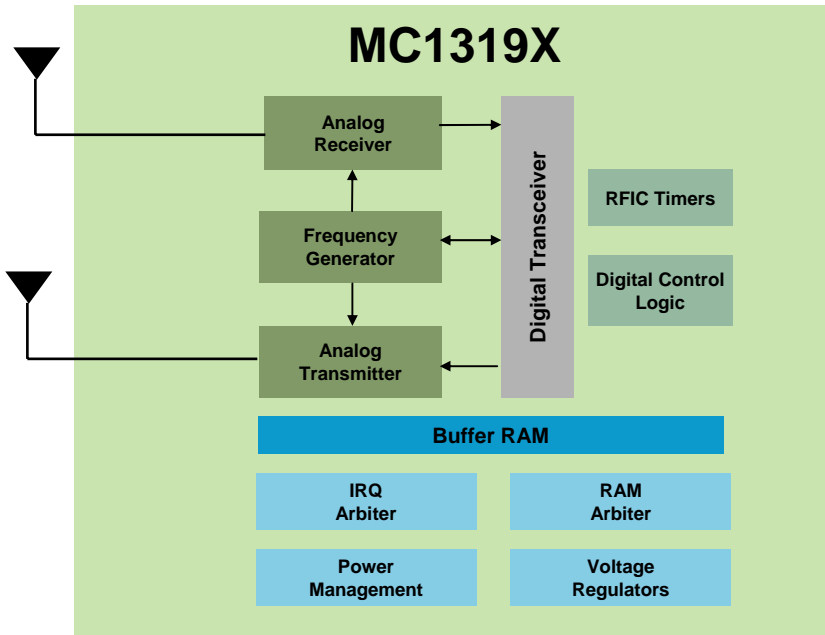 MC1319X
Analog
Receiver
Frequency
Generator
Analog
Transmitter
Digital Transceiver
RFIC Timers
Digital Control
Logic
Buffer RAM
IRQ
Arbiter
RAM
Arbiter
Power
Management
Voltage
Regulators